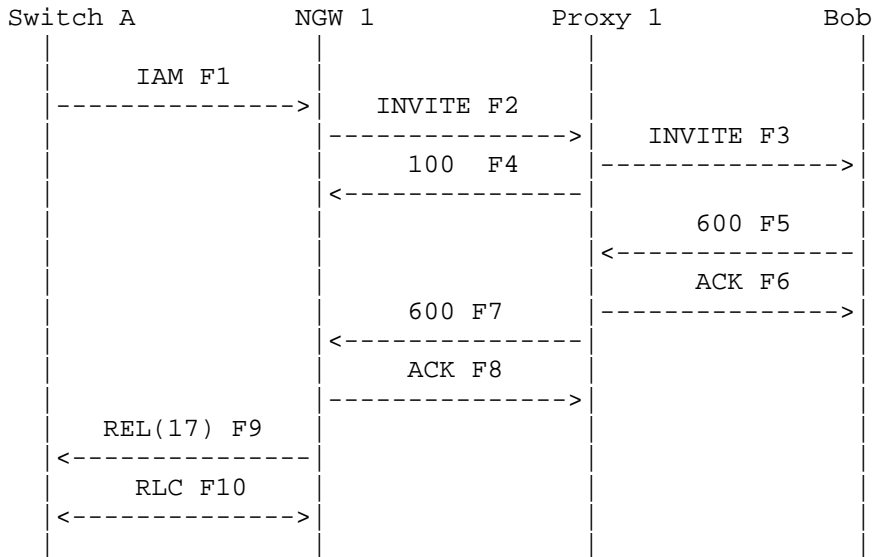 Switch A NGW 1 Proxy 1 Bob
IAM F1
INVITE F2
INVITE F3
100 F4
600 F5
ACK F6
600 F7
ACK F8
REL(17) F9
RLC F10